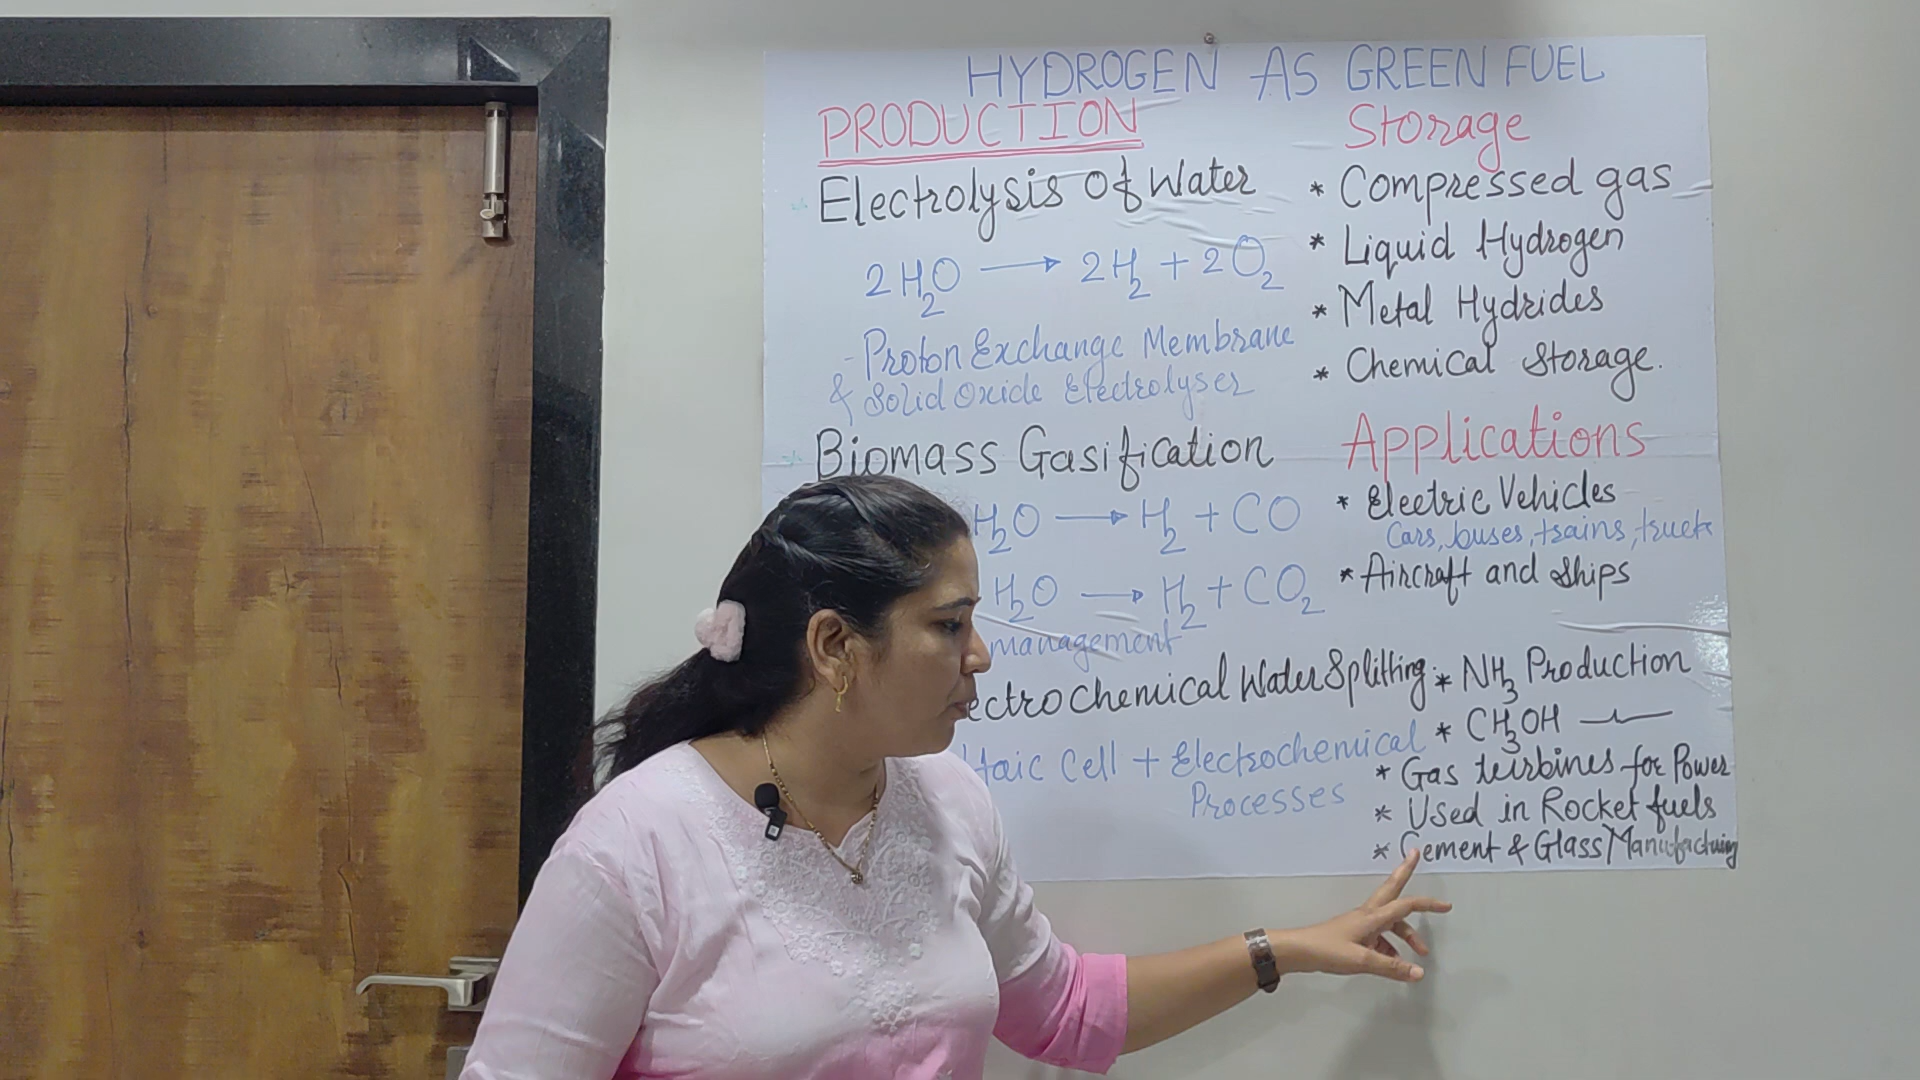 HYDROGEN AS GREEN FUEL
PRODUCTION
Electrolysis of Water
2H₂O → 2H₂ + 2O₂
- Proton Exchange Membrane
& Solid Oxide Electrolyser
Biomass Gasification
H₂O → H₂ + CO
H₂O → H₂ + CO₂
management
ectrochemical Water Splitting
taic Cell + Electrochemical
Processes
Storage
* Compressed gas
* Liquid Hydrogen
* Metal Hydrides
* Chemical Storage.
Applications
* Electric Vehicles
Cars, buses, trains, truck
* Aircraft and Ships
* NH₃ Production
* CH₃OH
* Gas turbines for Power
* Used in Rocket fuels
* Cement & Glass Manufacturing